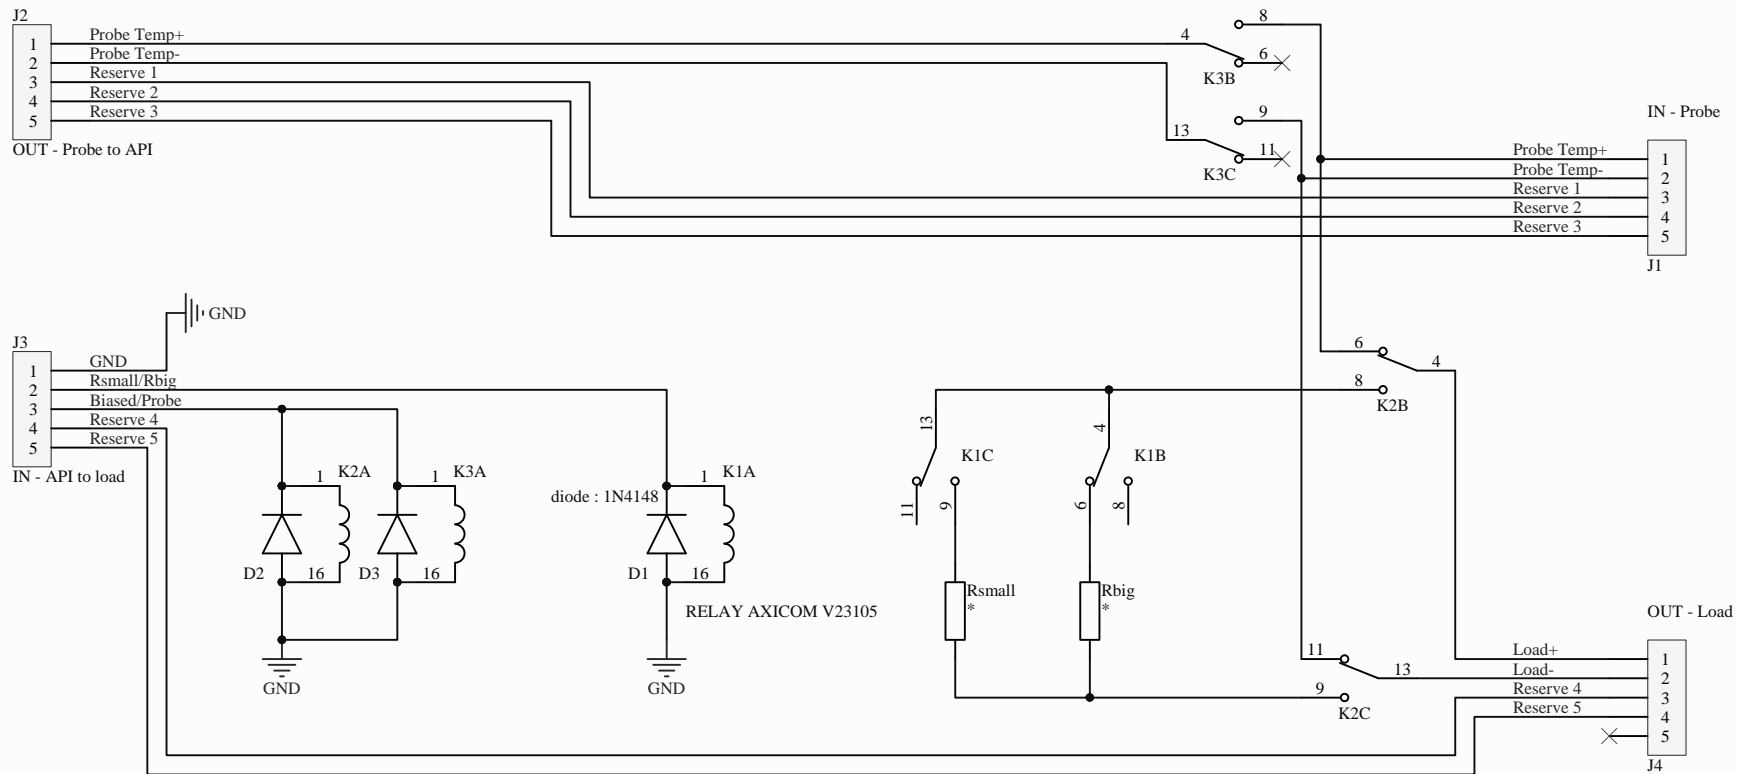 J2
1 Probe Temp+
2 Probe Temp-
3 Reserve 1
4 Reserve 2
5 Reserve 3
OUT - Probe to API
8
4
6
K3B
9
13
11
K3C
IN - Probe
Probe Temp+ 1
Probe Temp- 2
Reserve 1 3
Reserve 2 4
Reserve 3 5
J1
GND
J3
1 GND
2 Rsmall/Rbig
3 Biased/Probe
4 Reserve 4
5 Reserve 5
IN - API to load
1 K2A
D2 16
1 K3A
D3 16
GND
diode : 1N4148
1 K1A
D1 16
GND
RELAY AXICOM V23105
13
K1C
11
9
4
K1B
6
8
Rsmall
*
Rbig
*
6
4
8
K2B
11
13
9
K2C
OUT - Load
Load+ 1
Load- 2
Reserve 4 3
Reserve 5 4
5
J4